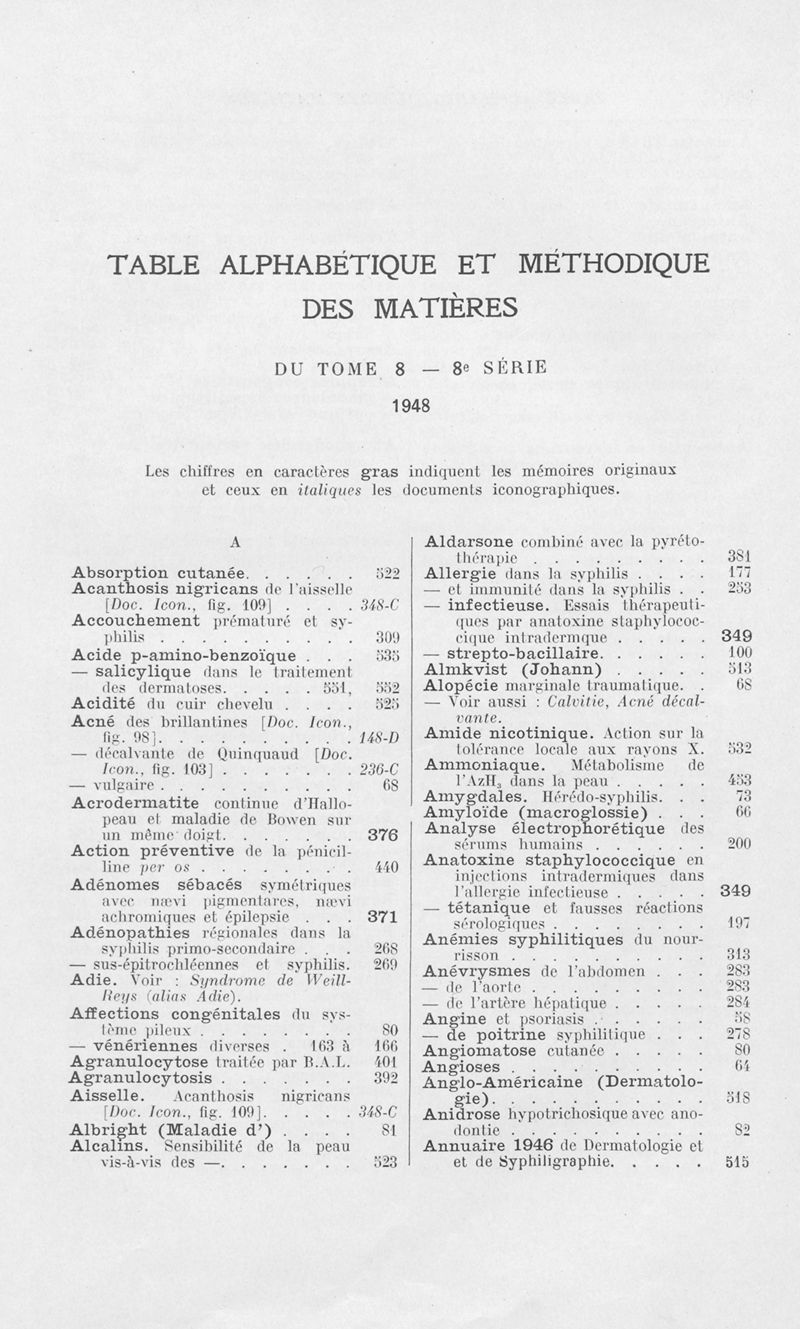 TABLE ALPHABÉTIQUE ET MÉTHODIQUE
DES MATIÈRES
DU TOME 8 — 8e SÉRIE
1948
Les chiffres en caractères gras indiquent les mémoires originaux
et ceux en italiques les documents iconographiques.
A
Absorption cutanée. . . . . . 522
Acanthosis nigricans de l'aisselle
[Doc. Icon., fig. 109] . . . . 348-C
Accouchement prématuré et sy-
philis . . . . . . . . . . 309
Acide p-amino-benzoïque . . . 535
— salicylique dans le traitement
des dermatoses. . . . . 551, 552
Acidité du cuir chevelu . . . . 525
Acné des brillantines [Doc. Icon.,
fig. 98]. . . . . . . . . . 148-D
— décalvante de Quinquaud [Doc.
Icon., fig. 103] . . . . . . . 236-C
— vulgaire . . . . . . . . . . 68
Acrodermatite continue d'Hallo-
peau et maladie de Bowen sur
un même doigt. . . . . . . 376
Action préventive de la pénicil-
line per os . . . . . . . . 440
Adénomes sébacés symétriques
avec nævi pigmentares, nævi
achromiques et épilepsie . . . 371
Adénopathies régionales dans la
syphilis primo-secondaire . . . 268
— sus-épitrochléennes et syphilis. 269
Adie. Voir : Syndrome de Weill-
Reys (alias Adie).
Affections congénitales du sys-
tème pileux . . . . . . . . 80
— vénériennes diverses . 163 à 166
Agranulocytose traitée par B.A.L. 401
Agranulocytosis . . . . . . . 392
Aisselle. Acanthosis nigricans
[Doc. Icon., fig. 109]. . . . . 348-C
Albright (Maladie d') . . . . 81
Alcalins. Sensibilité de la peau
vis-à-vis des —. . . . . . . 523
Aldarsone combiné avec la pyréto-
thérapie . . . . . . . . . 381
Allergie dans la syphilis . . . . 177
— et immunité dans la syphilis . . 253
— infectieuse. Essais thérapeuti-
ques par anatoxine staphylococ-
cique intradermque . . . . . 349
— strepto-bacillaire. . . . . . 100
Almkvist (Johann) . . . . . 513
Alopécie marginale traumatique. . 68
— Voir aussi : Calvitie, Acné décal-
vante.
Amide nicotinique. Action sur la
tolérance locale aux rayons X. 532
Ammoniaque. Métabolisme de
l'AzH3 dans la peau . . . . . 453
Amygdales. Hérédo-syphilis. . . 73
Amyloïde (macroglossie) . . . 66
Analyse électrophorétique des
sérums humains . . . . . . 200
Anatoxine staphylococcique en
injections intradermiques dans
l'allergie infectieuse . . . . . 349
— tétanique et fausses réactions
sérologiques . . . . . . . . 197
Anémies syphilitiques du nour-
risson . . . . . . . . . . 313
Anévrysmes de l'abdomen . . . 283
— de l'aorte . . . . . . . . . 283
— de l'artère hépatique . . . . . 284
Angine et psoriasis . . . . . . 58
— de poitrine syphilitique . . . 278
Angiomatose cutanée . . . . . 80
Angioses . . . . . . . . . . 64
Anglo-Américaine (Dermatolo-
gie). . . . . . . . . . . 518
Anidrose hypotrichosique avec ano-
dontie . . . . . . . . . . 82
Annuaire 1946 de Dermatologie et
et de Syphiligraphie. . . . . 515